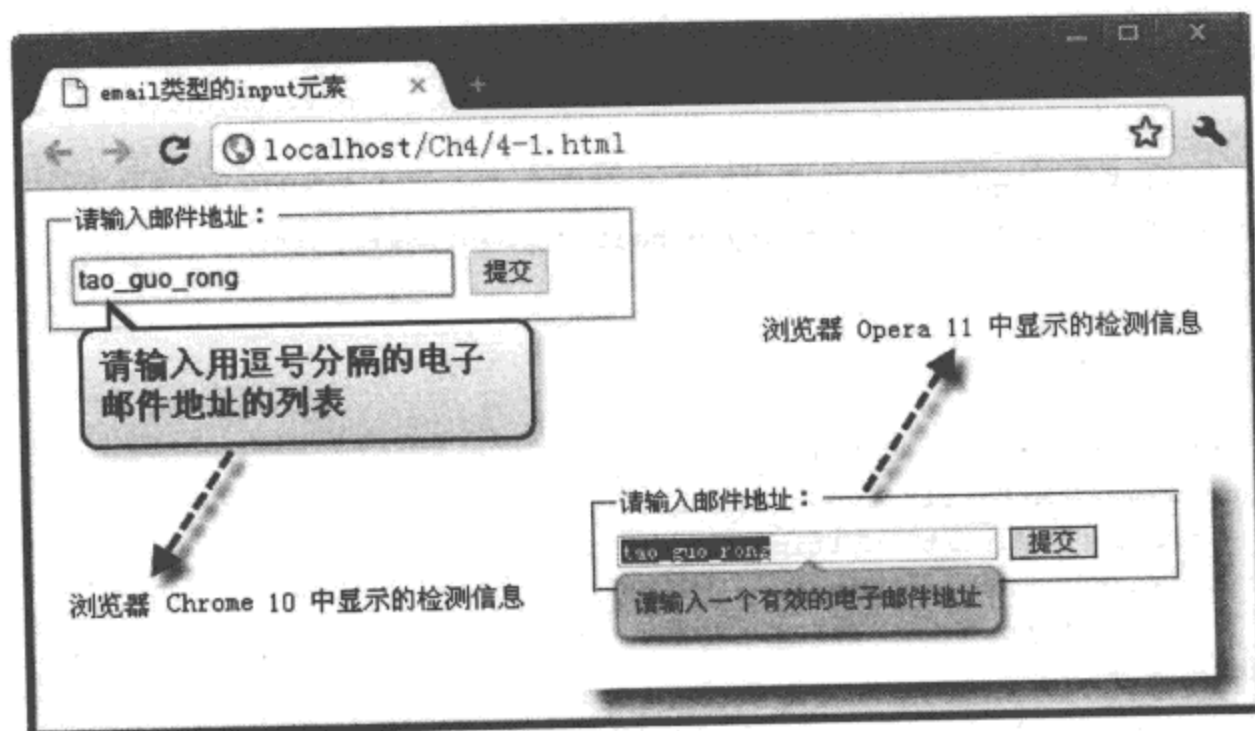 email类型的input元素
localhost/Ch4/4-1.html
请输入邮件地址：
tao_guo_rong
提交
请输入用逗号分隔的电子
邮件地址的列表
浏览器 Opera 11 中显示的检测信息
浏览器 Chrome 10 中显示的检测信息
请输入邮件地址：
tao_guo_rong
提交
请输入一个有效的电子邮件地址